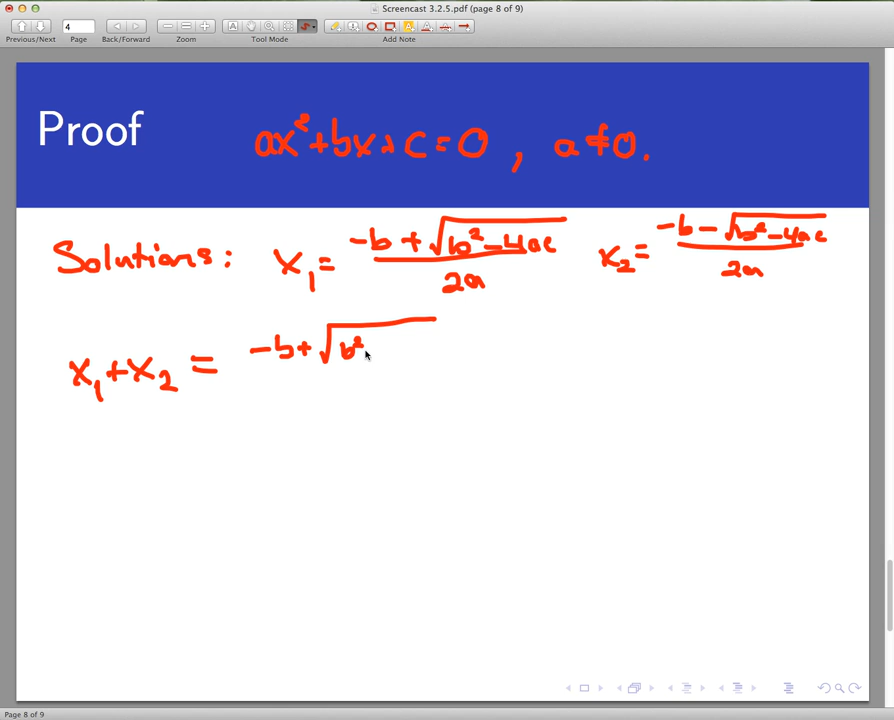 Screencast 3.2.5.pdf (page 8 of 9)
4
Previous/Next Page Back/Forward Zoom Tool Mode Add Note
Proof ax²+bx+c=0, a≠0.
Solutions: x₁= (-b + √(b²-4ac))/2a x₂= (-b - √(b²-4ac))/2a
x₁+x₂ = -b+√b²
Page 8 of 9